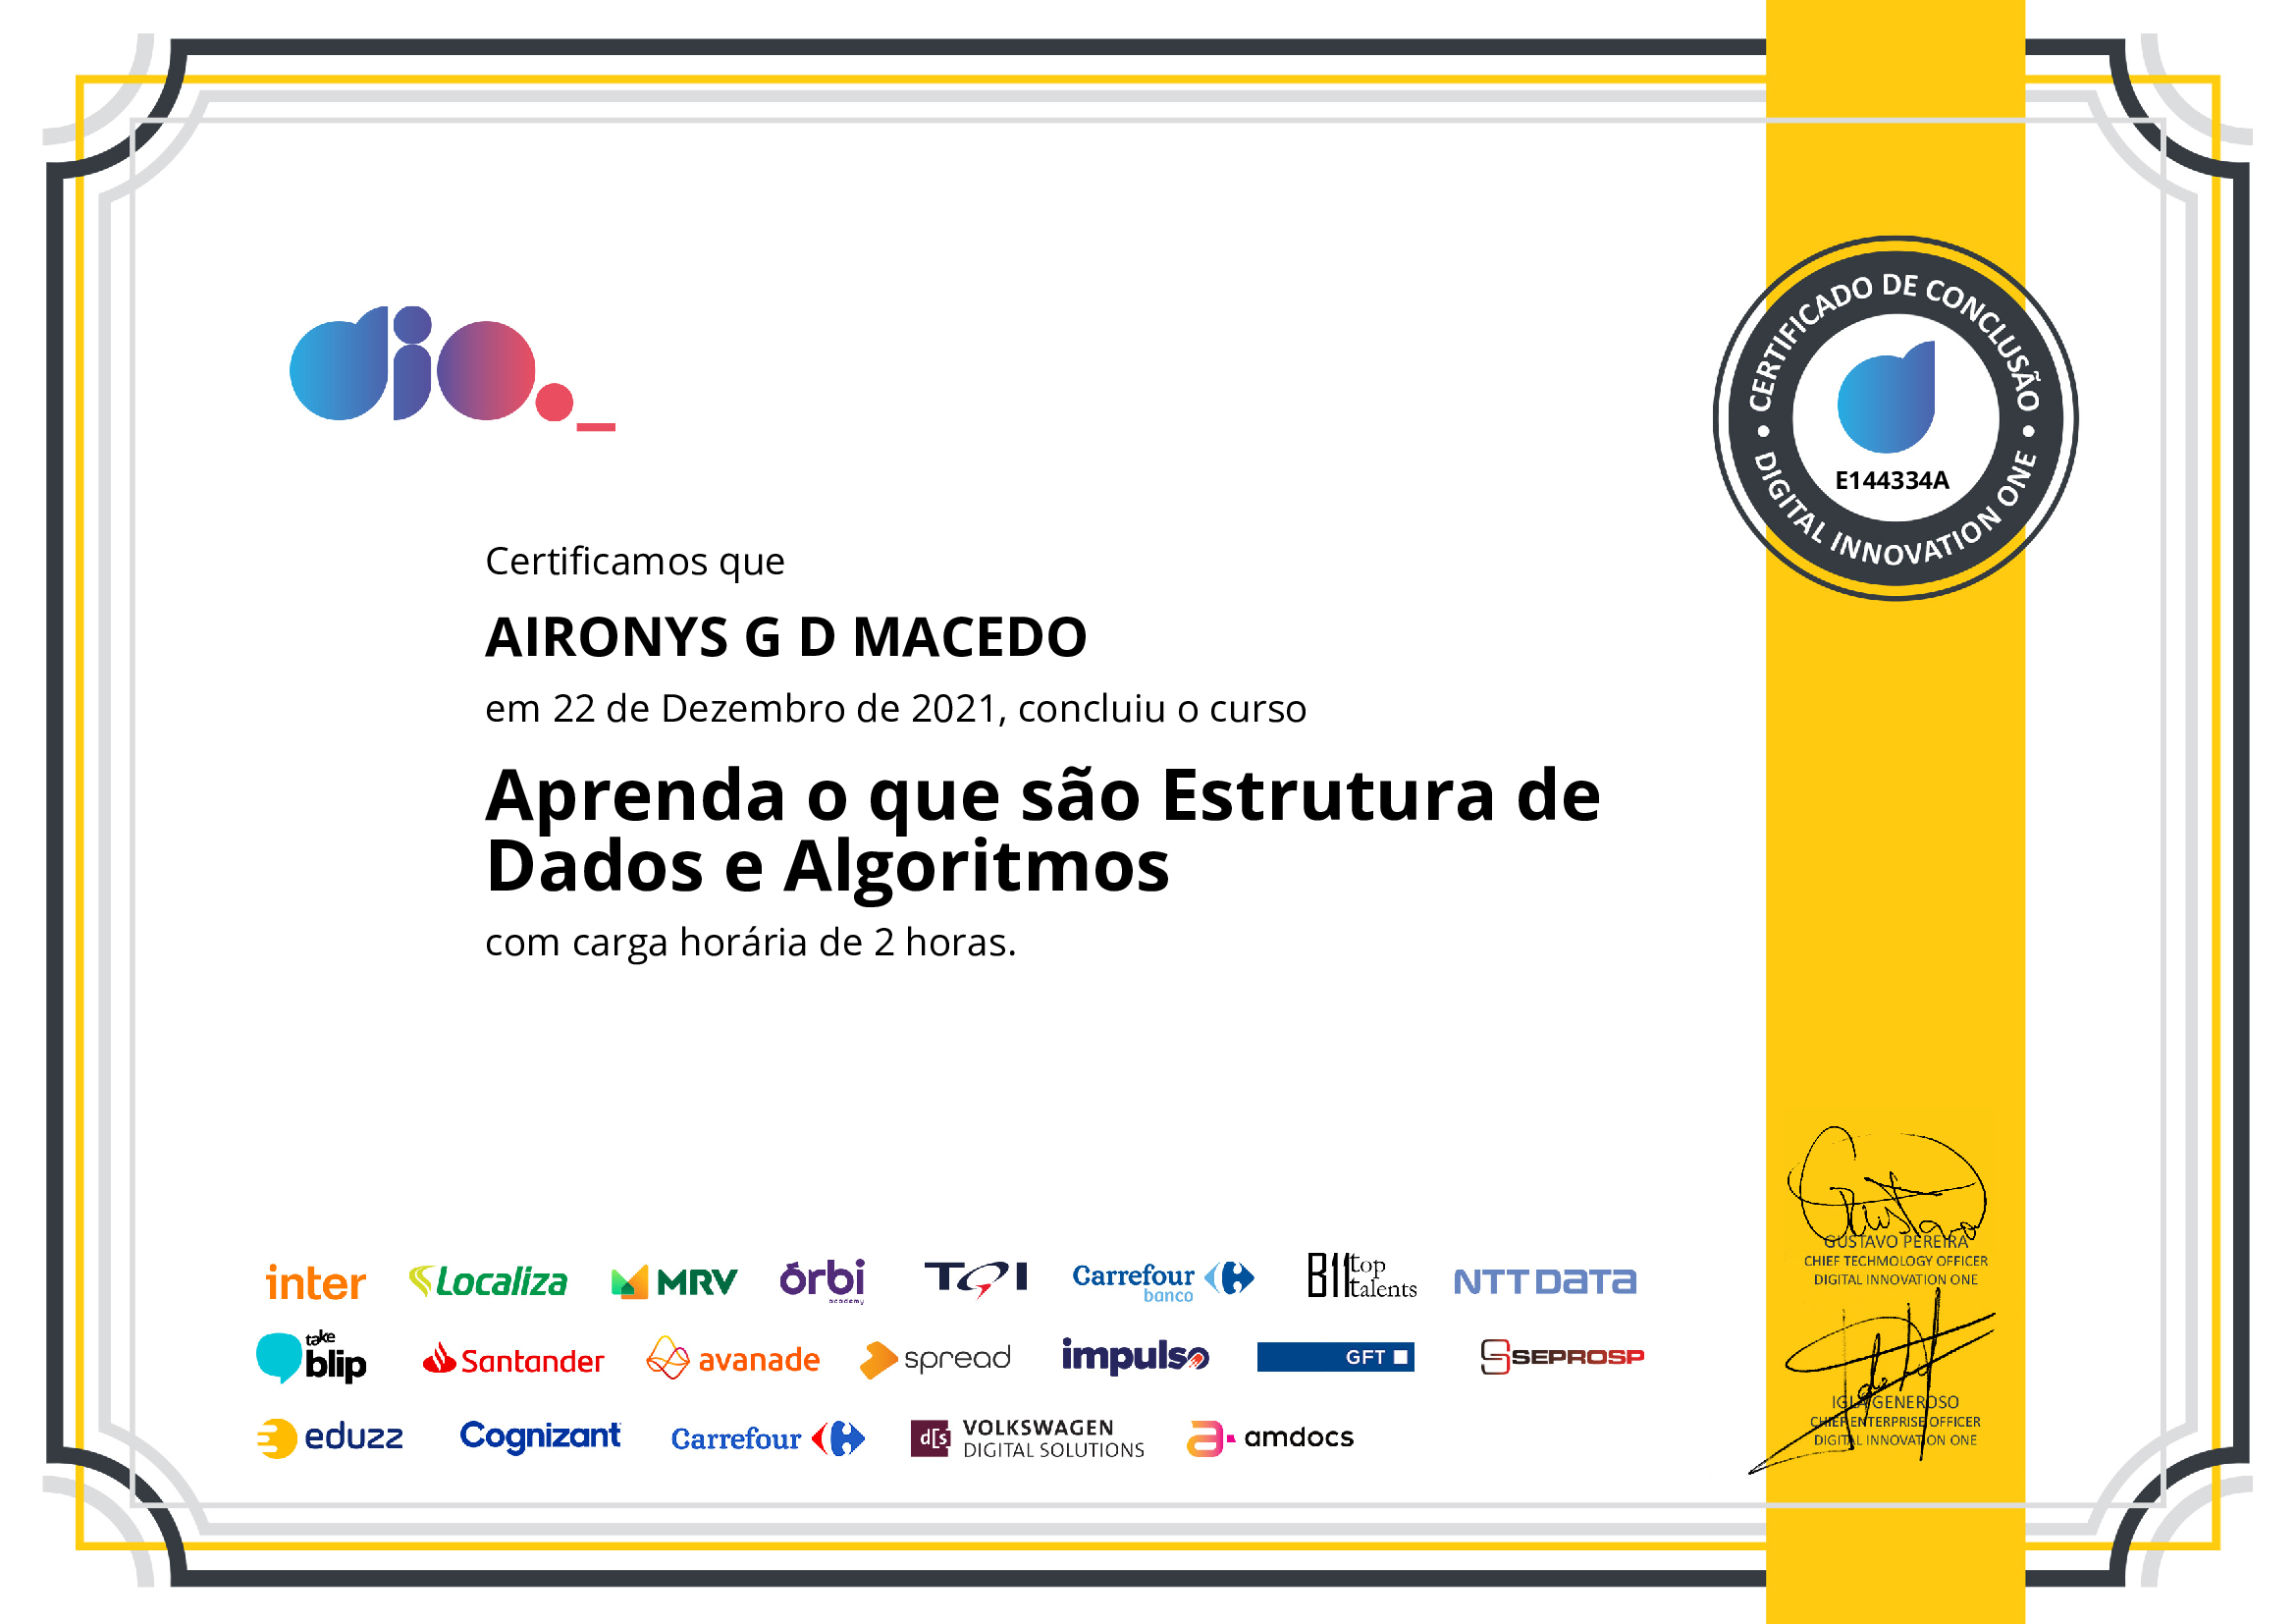 dio._
CERTIFICADO DE CONCLUSÃO
E144334A
DIGITAL INNOVATION ONE
Certificamos que
AIRONYS G D MACEDO
em 22 de Dezembro de 2021, concluiu o curso
Aprenda o que são Estrutura de
Dados e Algoritmos
com carga horária de 2 horas.
GUSTAVO PEREIRA
CHIEF TECHMOLOGY OFFICER
DIGITAL INNOVATION ONE
inter Localiza MRV órbi academy TQI Carrefour banco B11 top talents NTT DATA
take blip Santander avanade spread impulso GFT SEPROSP
IGLÁ GENEROSO
CHIEF ENTERPRISE OFFICER
DIGITAL INNOVATION ONE
eduzz Cognizant Carrefour d[s] VOLKSWAGEN DIGITAL SOLUTIONS a amdocs